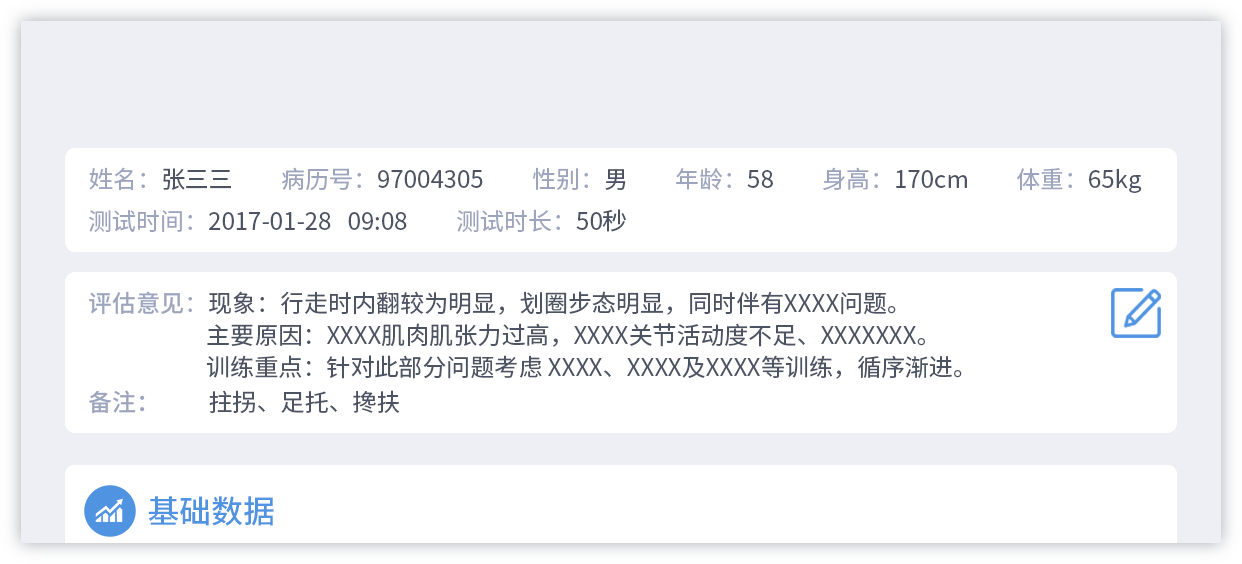 姓名：张三三 病历号：97004305 性别：男 年龄：58 身高：170cm 体重：65kg
测试时间：2017-01-28 09:08 测试时长：50秒
评估意见：现象：行走时内翻较为明显，划圈步态明显，同时伴有XXXX问题。
主要原因：XXXX肌肉肌张力过高，XXXX关节活动度不足、XXXXXXX。
训练重点：针对此部分问题考虑 XXXX、XXXX及XXXX等训练，循序渐进。
备注： 拄拐、足托、搀扶
基础数据